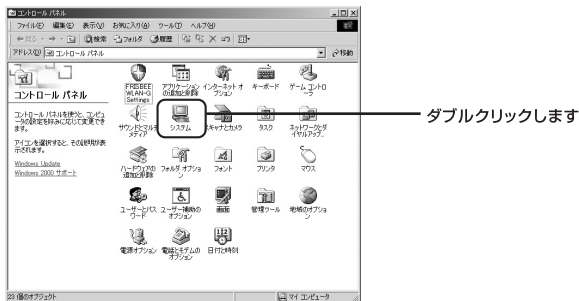 コントロール パネル
ファイル(F) 編集(E) 表示(V) お気に入り(A) ツール(T) ヘルプ(H)
戻る 検索 フォルダ 履歴
アドレス(D) コントロール パネル 移動
コントロール パネル
コントロール パネルを使うと、コンピュ
ータの設定を好みに応じて変更でき
ます。
アイコンを選択すると、その説明が表
示されます。
Windows Update
Windows 2000 サポート
FRISBEE
WLAN-G
Settings
アプリケーション
の追加と削除
インターネット オ
プション
キーボード
ゲーム コントロ
ーラ
サウンドとマルチ
メディア
システム
スキャナとカメラ
タスク
ネットワークとダ
イヤルアップ...
ハードウェアの
追加と削除
フォルダ オプショ
ン
フォント
プリンタ
マウス
ユーザーとパス
ワード
ユーザー補助の
オプション
画面
管理ツール
地域のオプショ
ン
電源オプション
電話とモデムの
オプション
日付と時刻
23 個のオブジェクト
マイ コンピュータ
ダブルクリックします